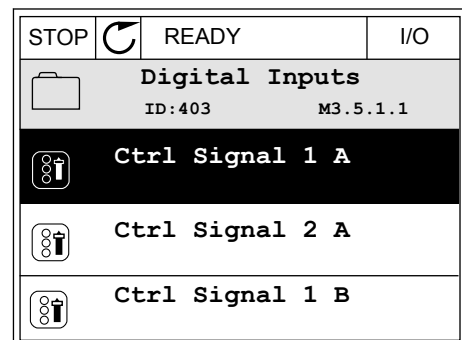 STOP READY I/O
Digital Inputs
ID:403 M3.5.1.1
Ctrl Signal 1 A
Ctrl Signal 2 A
Ctrl Signal 1 B